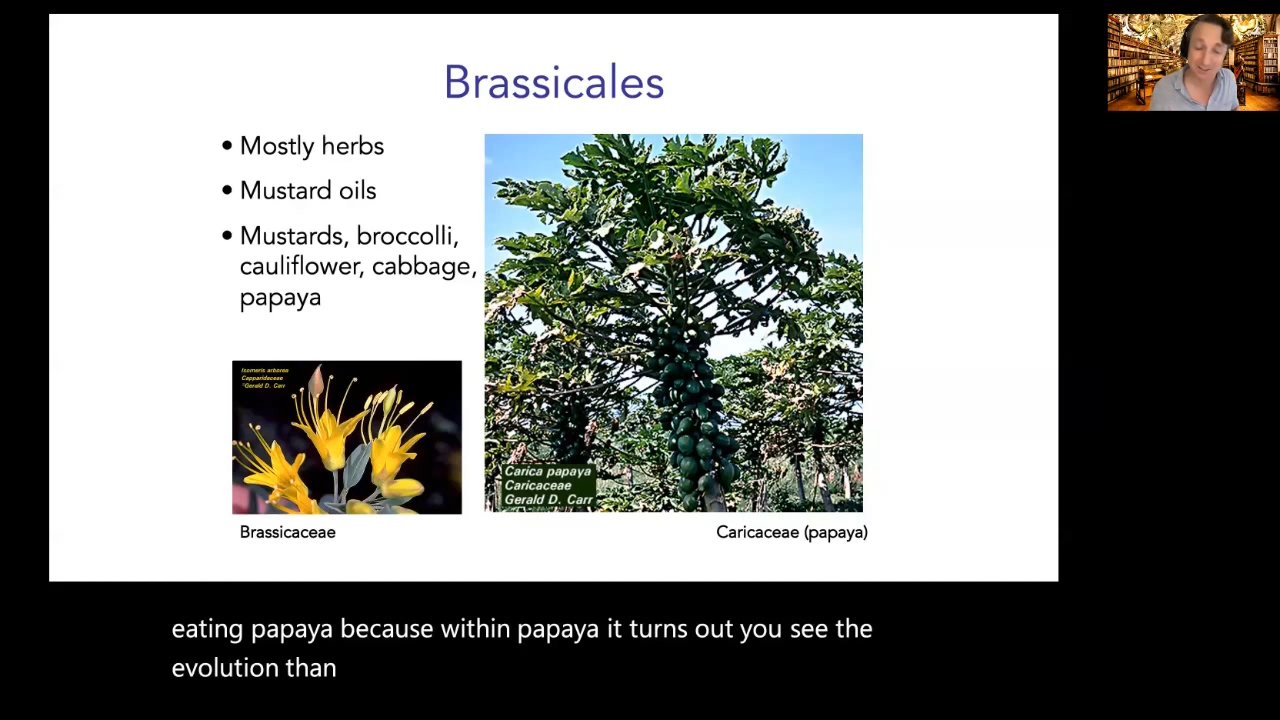 Brassicales
• Mostly herbs
• Mustard oils
• Mustards, broccolli,
cauliflower, cabbage,
papaya
Isomeris arborea
Capparidaceae
©Gerald D. Carr
Brassicaceae
Carica papaya
Caricaceae
Gerald D. Carr
Caricaceae (papaya)
eating papaya because within papaya it turns out you see the
evolution than